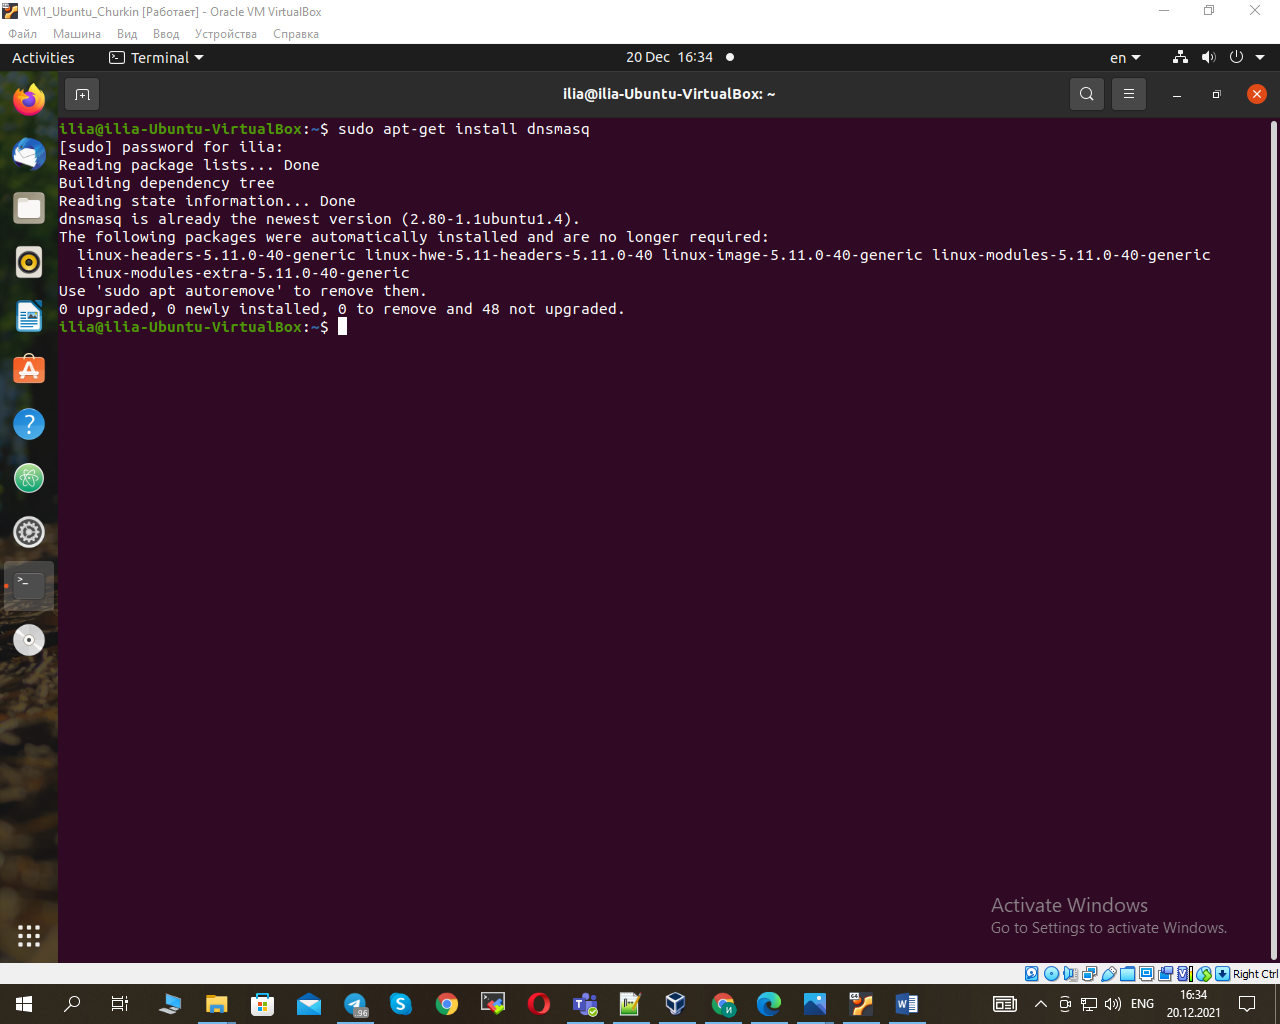 VM1_Ubuntu_Churkin [Работает] - Oracle VM VirtualBox
Файл Машина Вид Ввод Устройства Справка
Activities Terminal 20 Dec 16:34 en
ilia@ilia-Ubuntu-VirtualBox: ~
ilia@ilia-Ubuntu-VirtualBox:~$ sudo apt-get install dnsmasq
[sudo] password for ilia:
Reading package lists... Done
Building dependency tree
Reading state information... Done
dnsmasq is already the newest version (2.80-1.1ubuntu1.4).
The following packages were automatically installed and are no longer required:
linux-headers-5.11.0-40-generic linux-hwe-5.11-headers-5.11.0-40 linux-image-5.11.0-40-generic linux-modules-5.11.0-40-generic
linux-modules-extra-5.11.0-40-generic
Use 'sudo apt autoremove' to remove them.
0 upgraded, 0 newly installed, 0 to remove and 48 not upgraded.
ilia@ilia-Ubuntu-VirtualBox:~$
Activate Windows
Go to Settings to activate Windows.
Right Ctrl
.96
ENG
16:34
20.12.2021